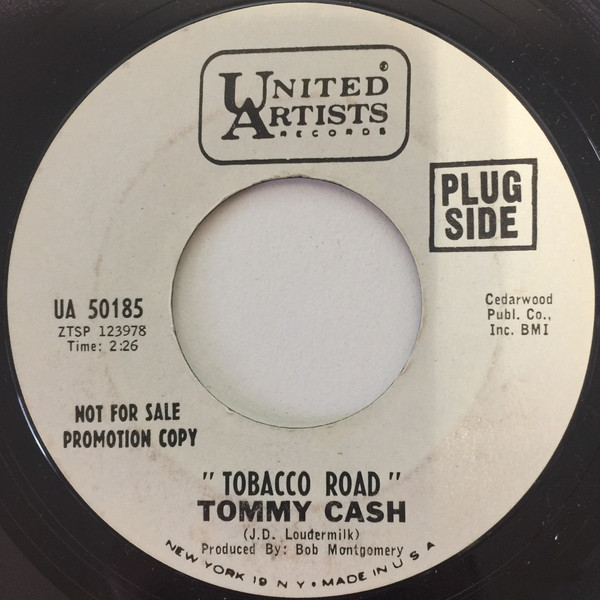 UNITED
ARTISTS ®
RECORDS
PLUG
SIDE
UA 50185
ZTSP 123978
Time: 2:26
Cedarwood
Publ. Co.,
Inc. BMI
NOT FOR SALE
PROMOTION COPY
"TOBACCO ROAD"
TOMMY CASH
(J.D. Loudermilk)
Produced By: Bob Montgomery
NEW YORK 19 N Y • MADE IN U S A